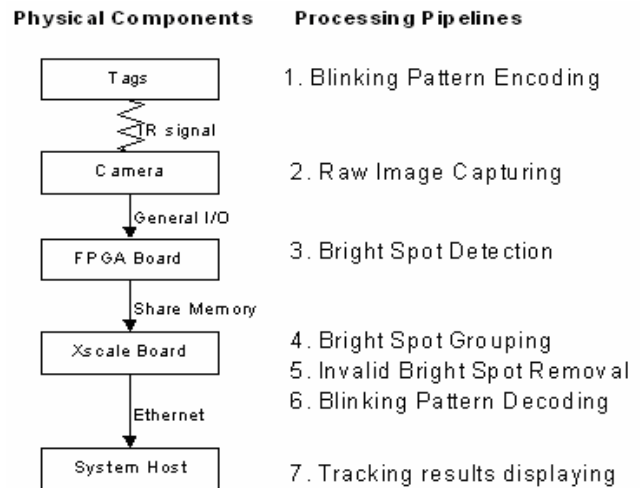 Physical Components Processing Pipelines
Tags
1. Blinking Pattern Encoding
IR signal
Camera
2. Raw Image Capturing
General I/O
FPGA Board
3. Bright Spot Detection
Share Memory
Xscale Board
4. Bright Spot Grouping
5. Invalid Bright Spot Removal
6. Blinking Pattern Decoding
Ethernet
System Host
7. Tracking results displaying